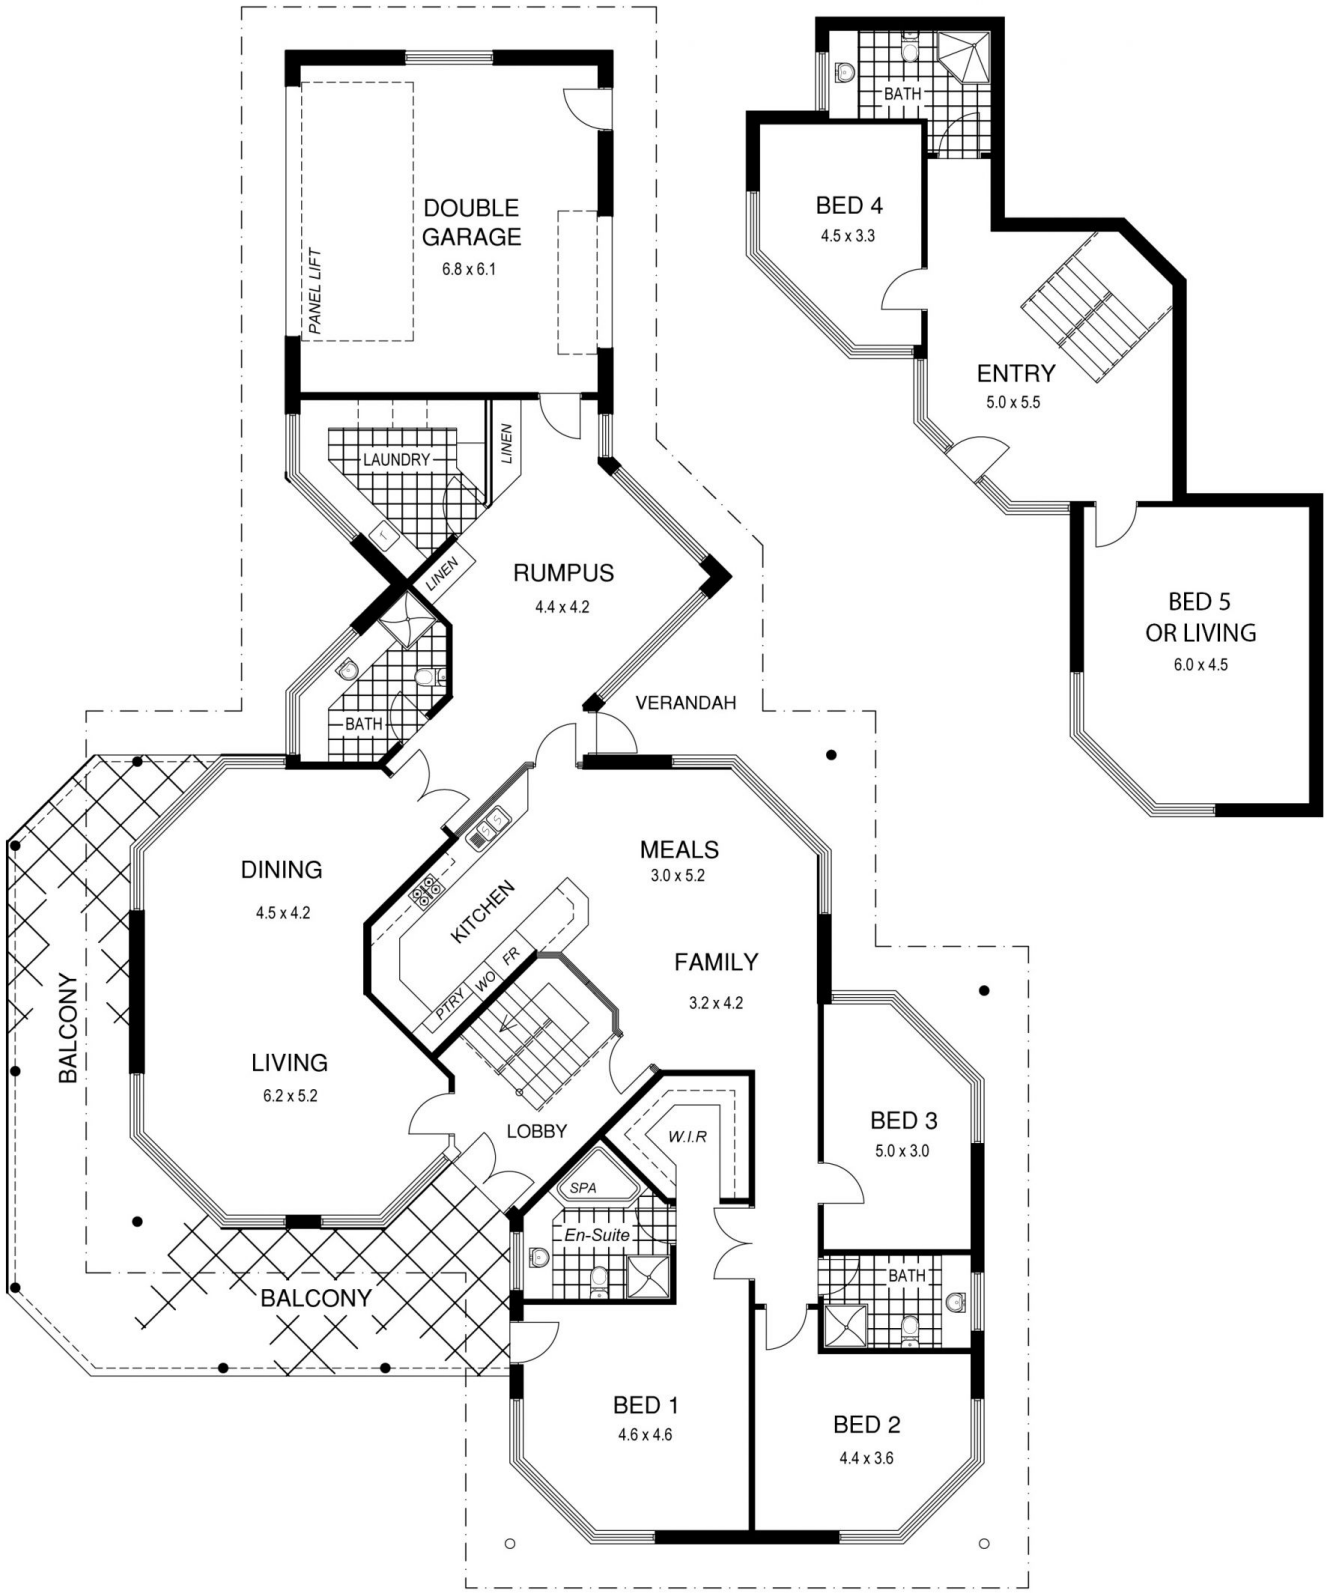 BATH
BED 4
4.5 x 3.3
ENTRY
5.0 x 5.5
BED 5
OR LIVING
6.0 x 4.5
DOUBLE
GARAGE
6.8 x 6.1
PANEL LIFT
LAUNDRY
LINEN
LINEN
RUMPUS
4.4 x 4.2
BATH
VERANDAH
DINING
4.5 x 4.2
MEALS
3.0 x 5.2
KITCHEN
FAMILY
3.2 x 4.2
PTRY
WO
FR
BALCONY
LIVING
6.2 x 5.2
LOBBY
W.I.R
BED 3
5.0 x 3.0
SPA
En-Suite
BATH
BALCONY
BED 1
4.6 x 4.6
BED 2
4.4 x 3.6